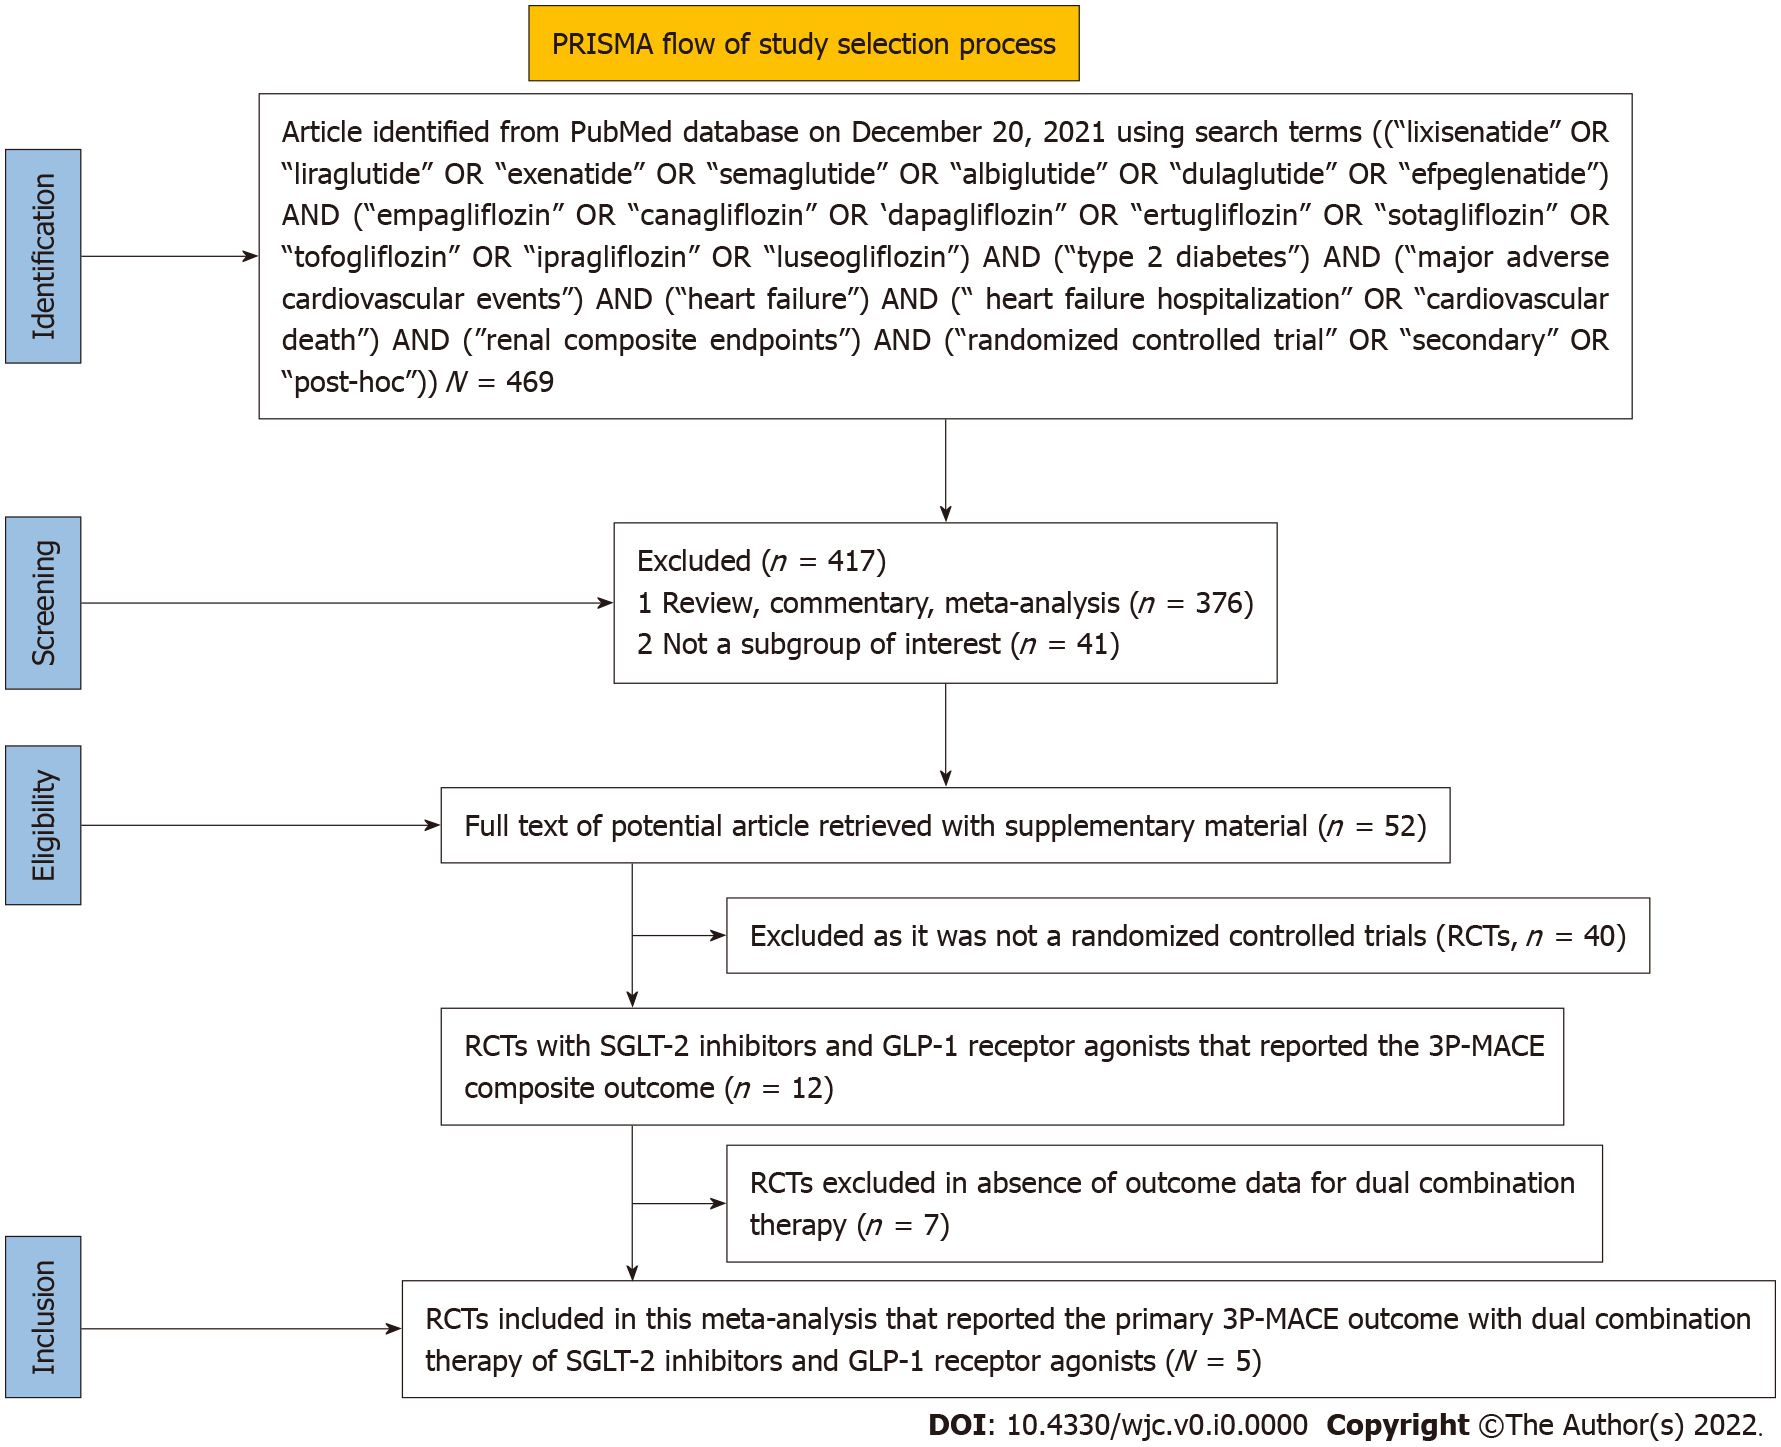 PRISMA flow of study selection process
Identification
Article identified from PubMed database on December 20, 2021 using search terms ((“lixisenatide” OR
“liraglutide” OR “exenatide” OR “semaglutide” OR “albiglutide” OR “dulaglutide” OR “efpeglenatide”)
AND (“empagliflozin” OR “canagliflozin” OR ‘dapagliflozin” OR “ertugliflozin” OR “sotagliflozin” OR
“tofogliflozin” OR “ipragliflozin” OR “luseogliflozin”) AND (“type 2 diabetes”) AND (“major adverse
cardiovascular events”) AND (“heart failure”) AND (“ heart failure hospitalization” OR “cardiovascular
death”) AND (”renal composite endpoints”) AND (“randomized controlled trial” OR “secondary” OR
“post-hoc”)) N = 469
Screening
Excluded (n = 417)
1 Review, commentary, meta-analysis (n = 376)
2 Not a subgroup of interest (n = 41)
Eligibility
Full text of potential article retrieved with supplementary material (n = 52)
Excluded as it was not a randomized controlled trials (RCTs, n = 40)
RCTs with SGLT-2 inhibitors and GLP-1 receptor agonists that reported the 3P-MACE
composite outcome (n = 12)
RCTs excluded in absence of outcome data for dual combination
therapy (n = 7)
Inclusion
RCTs included in this meta-analysis that reported the primary 3P-MACE outcome with dual combination
therapy of SGLT-2 inhibitors and GLP-1 receptor agonists (N = 5)
DOI: 10.4330/wjc.v0.i0.0000 Copyright ©The Author(s) 2022.